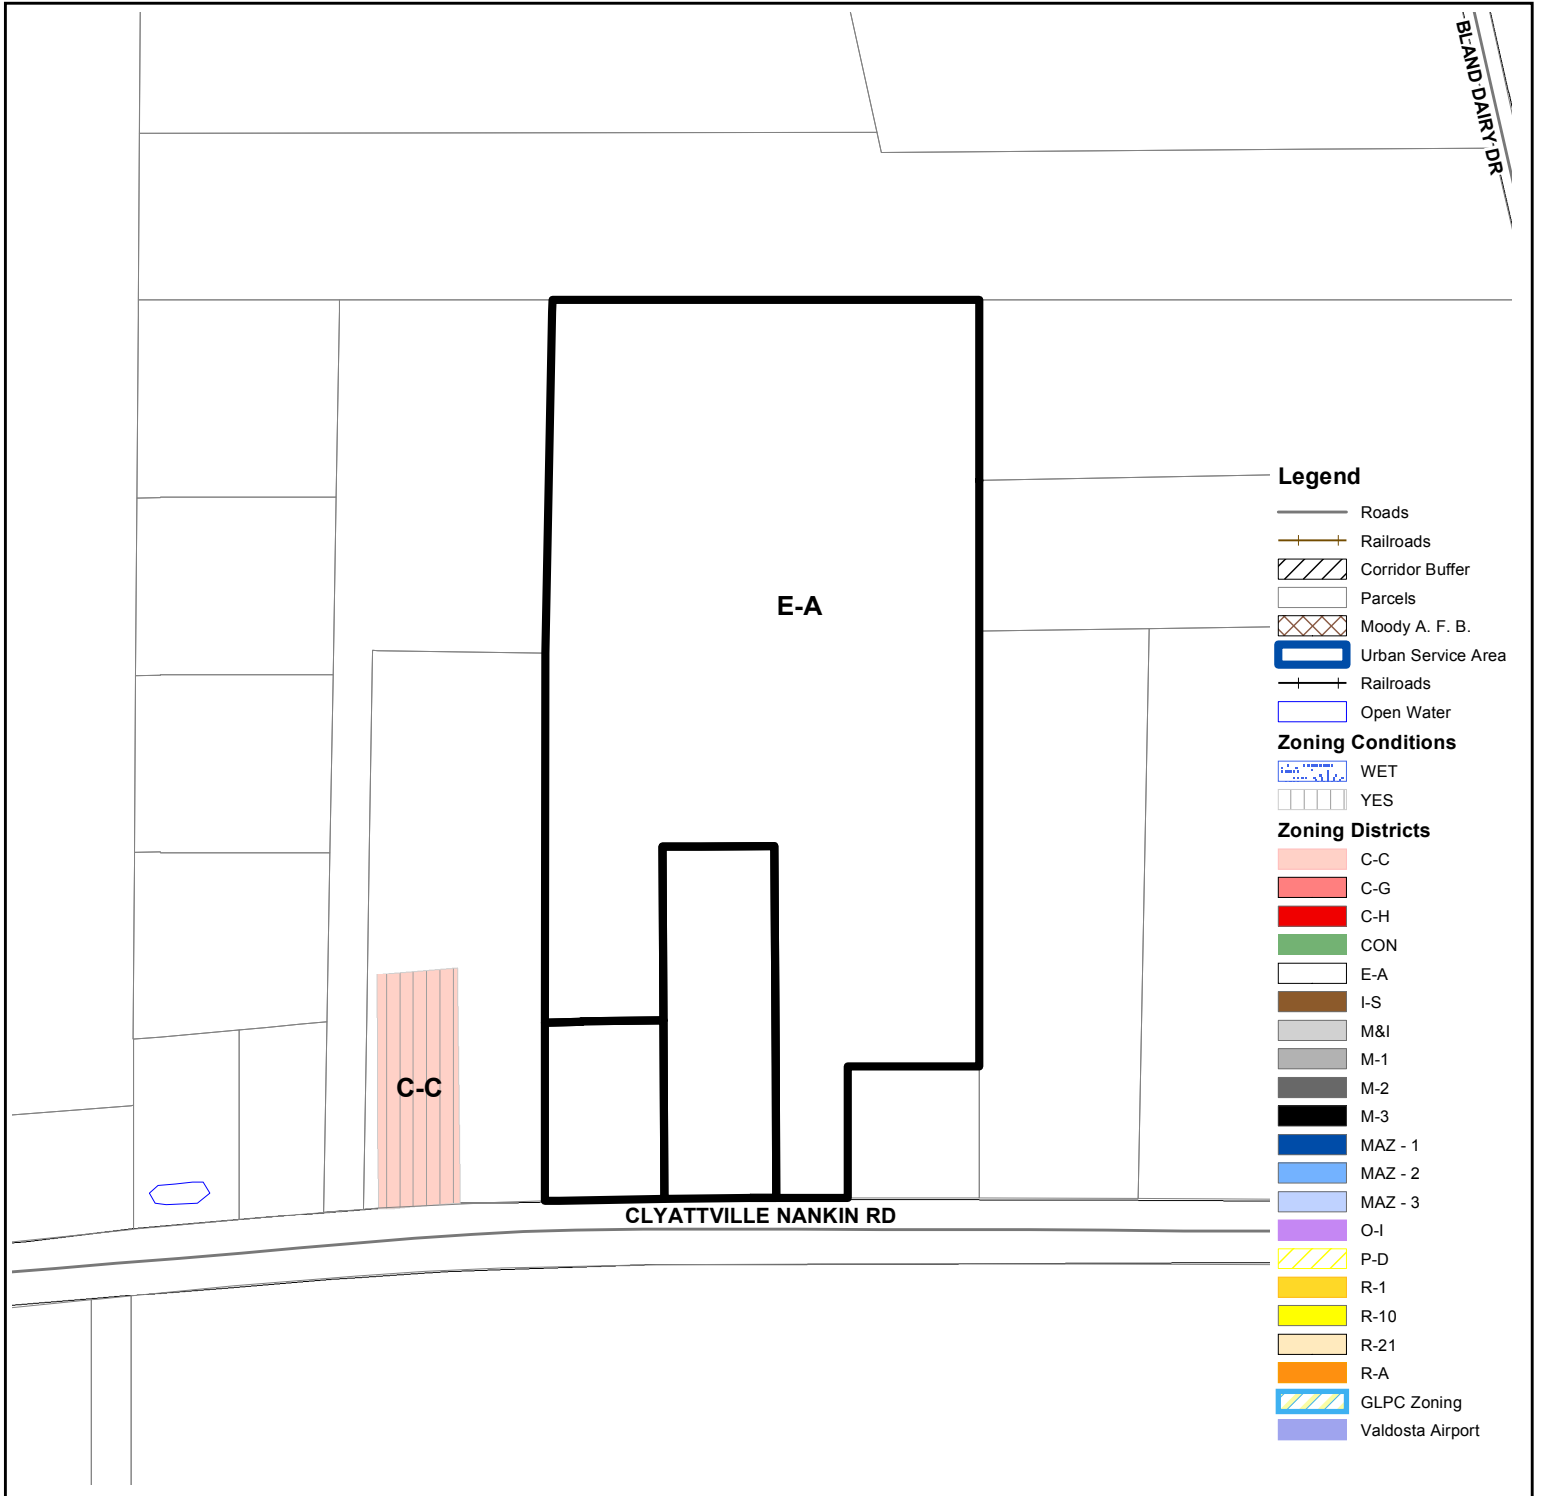 BLAND DAIRY DR
E-A
C-C
CLYATTVILLE NANKIN RD
Legend
Roads
Railroads
Corridor Buffer
Parcels
Moody A. F. B.
Urban Service Area
Railroads
Open Water
Zoning Conditions
WET
YES
Zoning Districts
C-C
C-G
C-H
CON
E-A
I-S
M&I
M-1
M-2
M-3
MAZ - 1
MAZ - 2
MAZ - 3
O-I
P-D
R-1
R-10
R-21
R-A
GLPC Zoning
Valdosta Airport